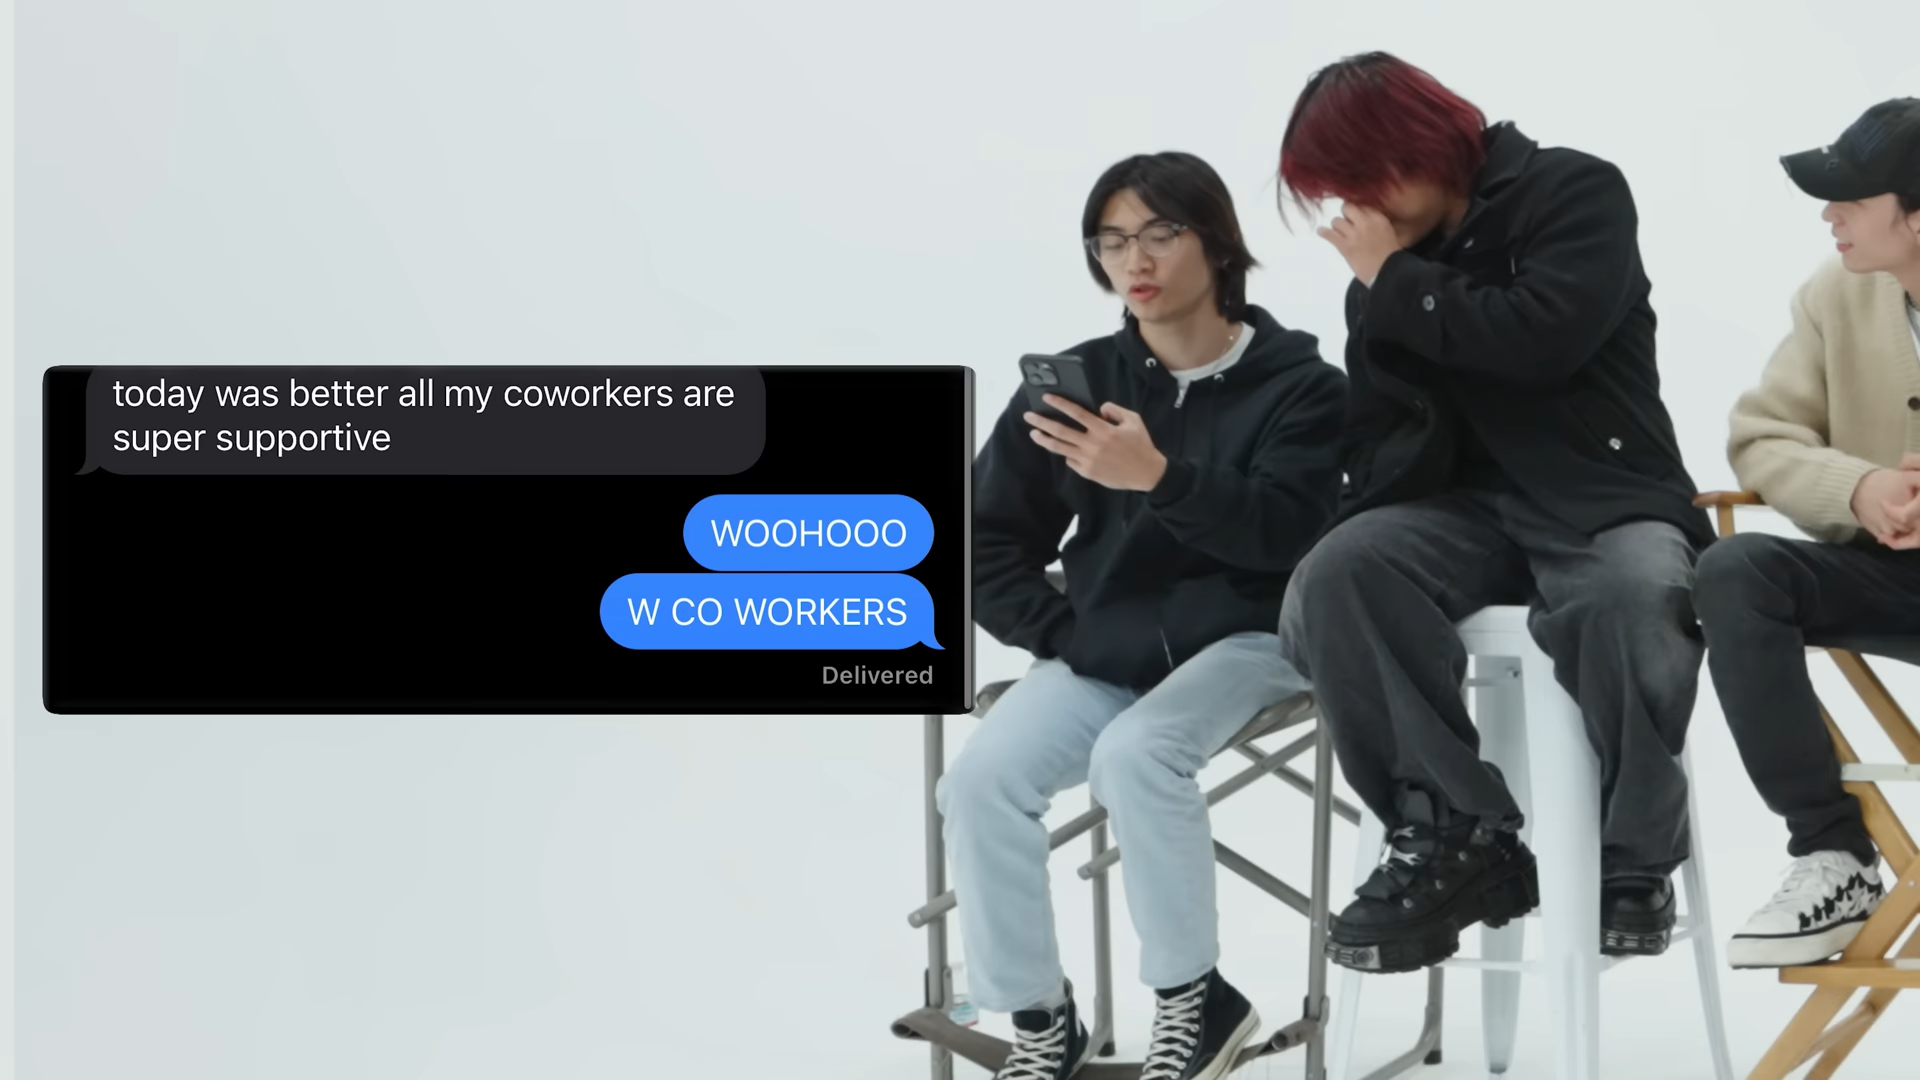 today was better all my coworkers are
super supportive
WOOHOOO
W CO WORKERS
Delivered